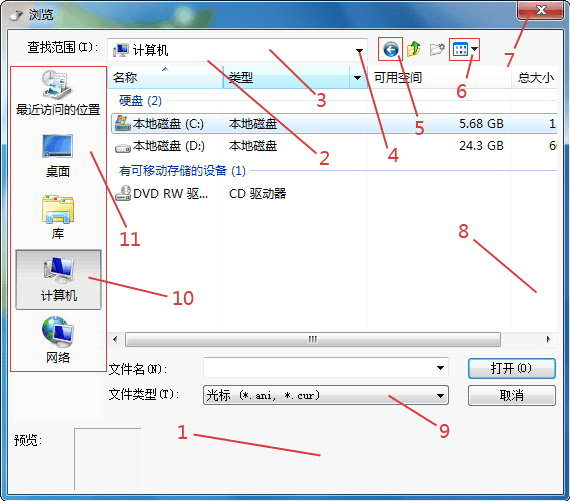 浏览
查找范围(I):
计算机
7
名称 类型 可用空间 总大小
3
6
最近访问的位置
硬盘 (2)
5
本地磁盘 (C:) 本地磁盘 5.68 GB
本地磁盘 (D:) 本地磁盘 24.3 GB
2
4
桌面
有可移动存储的设备 (1)
DVD RW 驱... CD 驱动器
库
11
8
计算机
10
网络
文件名(N):
打开(O)
文件类型(T):
光标 (*.ani, *.cur)
取消
预览:
1
9